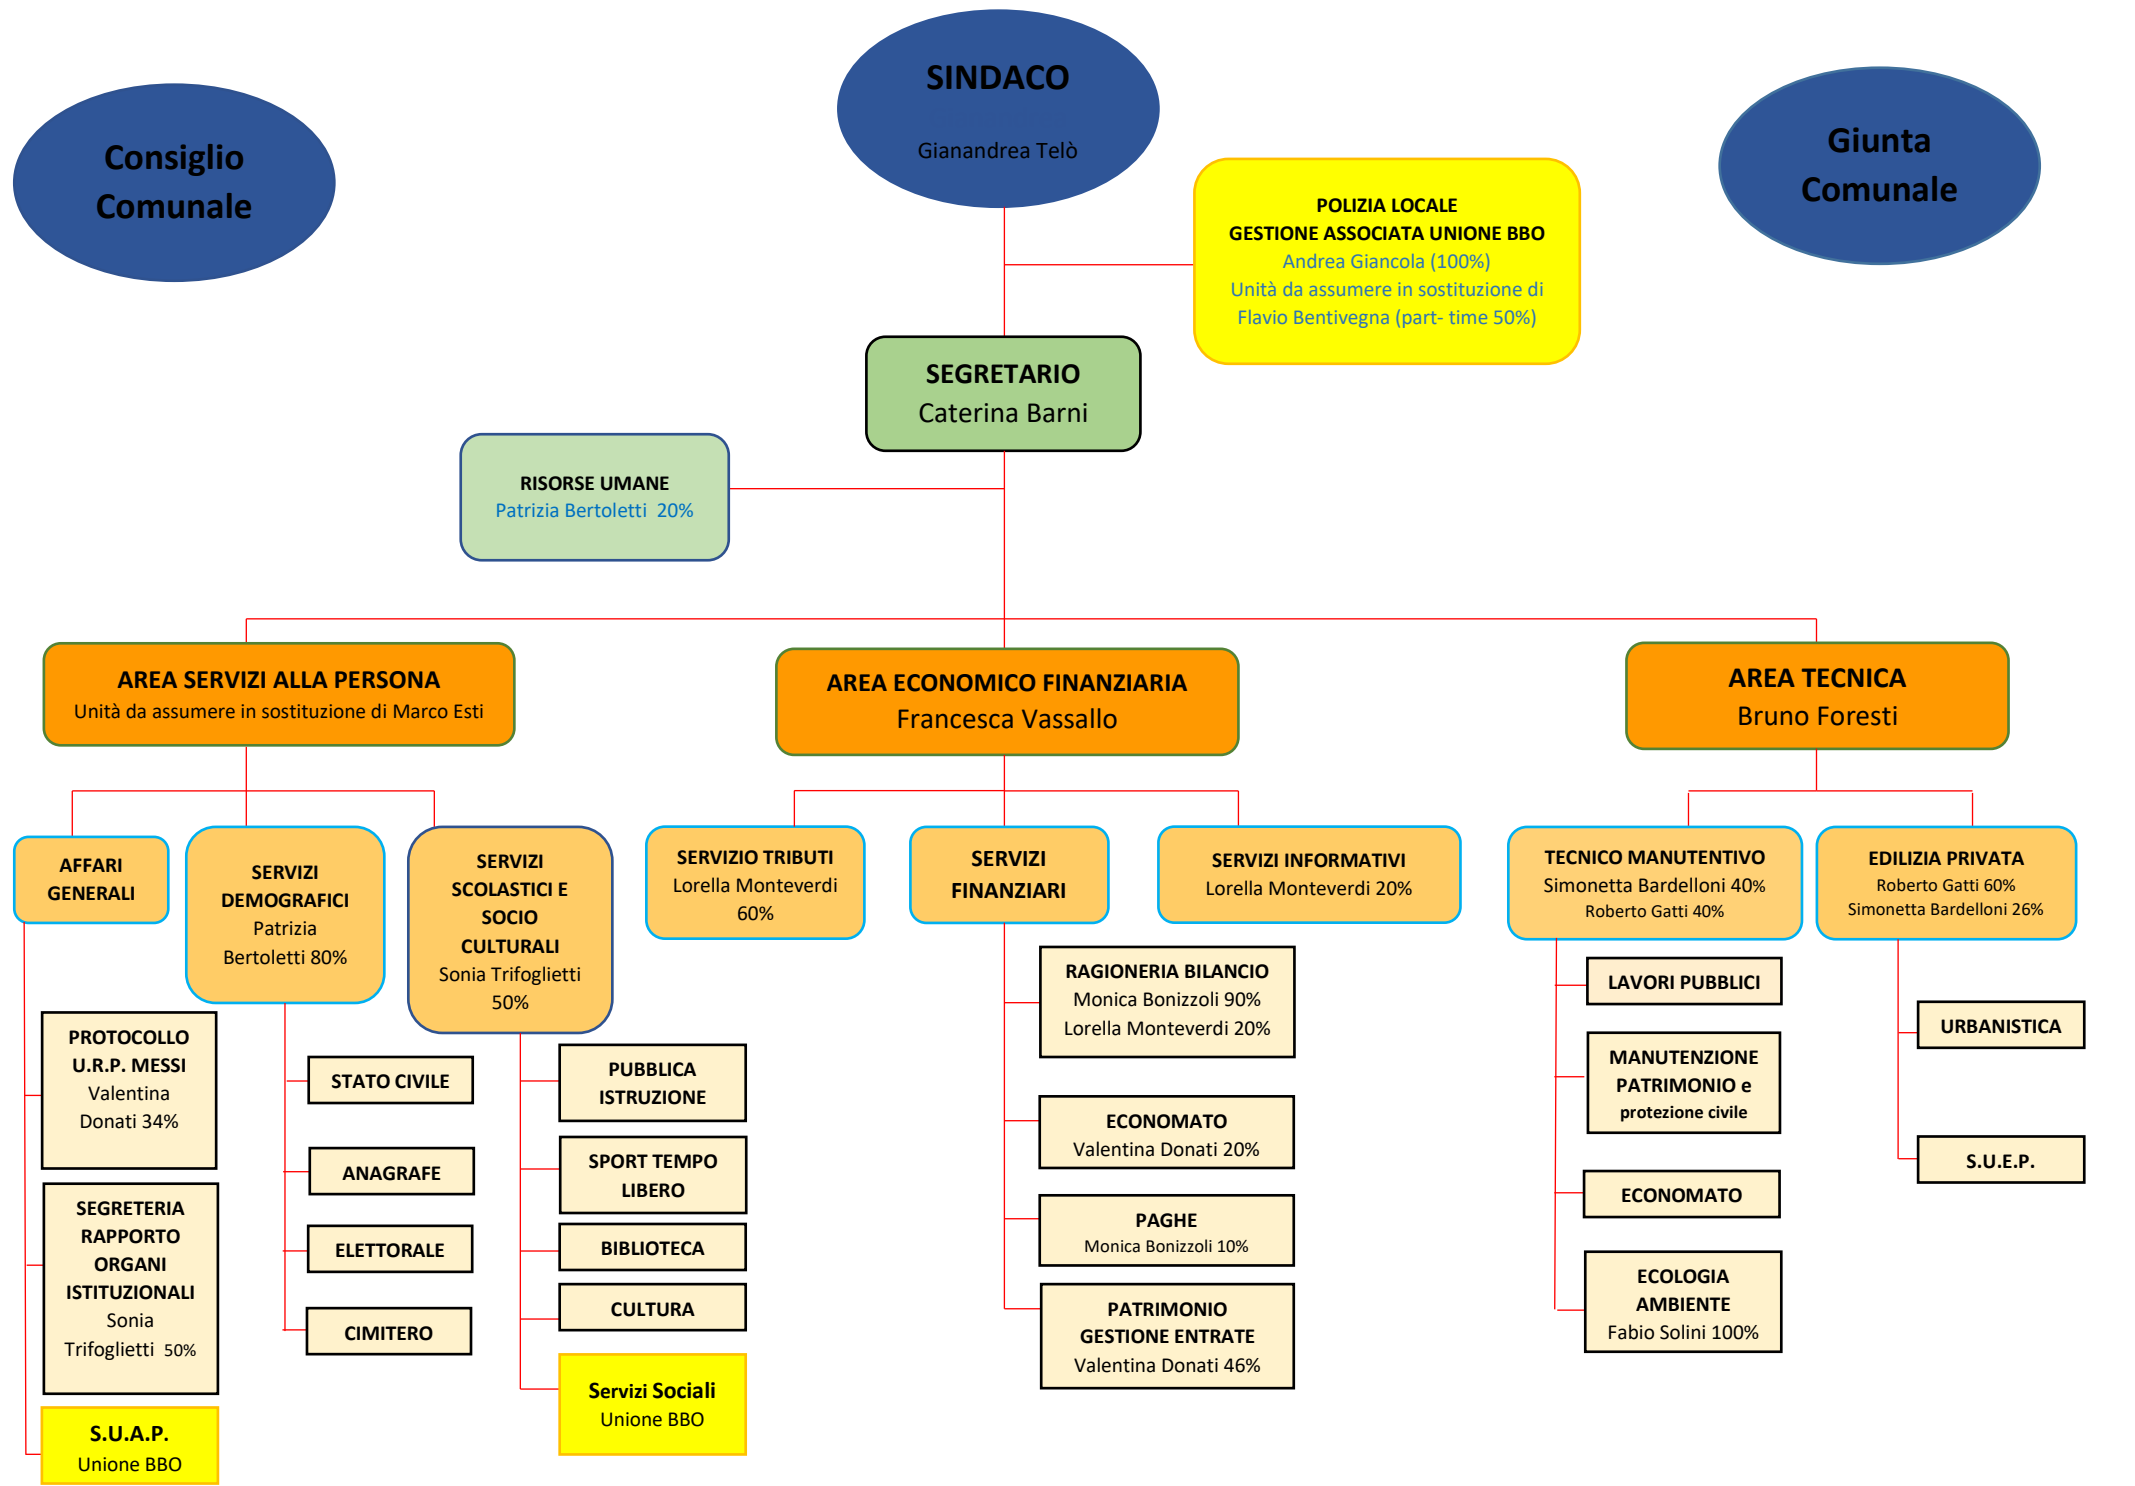 SINDACO
Gianandrea Telò
Consiglio
Comunale
Giunta
Comunale
POLIZIA LOCALE
GESTIONE ASSOCIATA UNIONE BBO
Andrea Giancola (100%)
Unità da assumere in sostituzione di
Flavio Bentivegna (part- time 50%)
SEGRETARIO
Caterina Barni
RISORSE UMANE
Patrizia Bertoletti 20%
AREA SERVIZI ALLA PERSONA
Unità da assumere in sostituzione di Marco Esti
AREA ECONOMICO FINANZIARIA
Francesca Vassallo
AREA TECNICA
Bruno Foresti
AFFARI
GENERALI
SERVIZI
DEMOGRAFICI
Patrizia
Bertoletti 80%
SERVIZI
SCOLASTICI E
SOCIO
CULTURALI
Sonia Trifoglietti
50%
SERVIZIO TRIBUTI
Lorella Monteverdi
60%
SERVIZI
FINANZIARI
SERVIZI INFORMATIVI
Lorella Monteverdi 20%
TECNICO MANUTENTIVO
Simonetta Bardelloni 40%
Roberto Gatti 40%
EDILIZIA PRIVATA
Roberto Gatti 60%
Simonetta Bardelloni 26%
PROTOCOLLO
U.R.P. MESSI
Valentina
Donati 34%
SEGRETERIA
RAPPORTO
ORGANI
ISTITUZIONALI
Sonia
Trifoglietti 50%
S.U.A.P.
Unione BBO
STATO CIVILE
ANAGRAFE
ELETTORALE
CIMITERO
PUBBLICA
ISTRUZIONE
SPORT TEMPO
LIBERO
BIBLIOTECA
CULTURA
Servizi Sociali
Unione BBO
RAGIONERIA BILANCIO
Monica Bonizzoli 90%
Lorella Monteverdi 20%
ECONOMATO
Valentina Donati 20%
PAGHE
Monica Bonizzoli 10%
PATRIMONIO
GESTIONE ENTRATE
Valentina Donati 46%
LAVORI PUBBLICI
MANUTENZIONE
PATRIMONIO e
protezione civile
ECONOMATO
ECOLOGIA
AMBIENTE
Fabio Solini 100%
URBANISTICA
S.U.E.P.